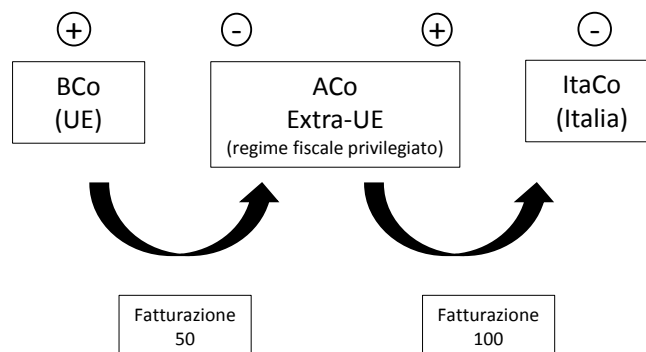 +
-
+
-
BCo
(UE)
ACo
Extra-UE
(regime fiscale privilegiato)
ItaCo
(Italia)
Fatturazione
50
Fatturazione
100